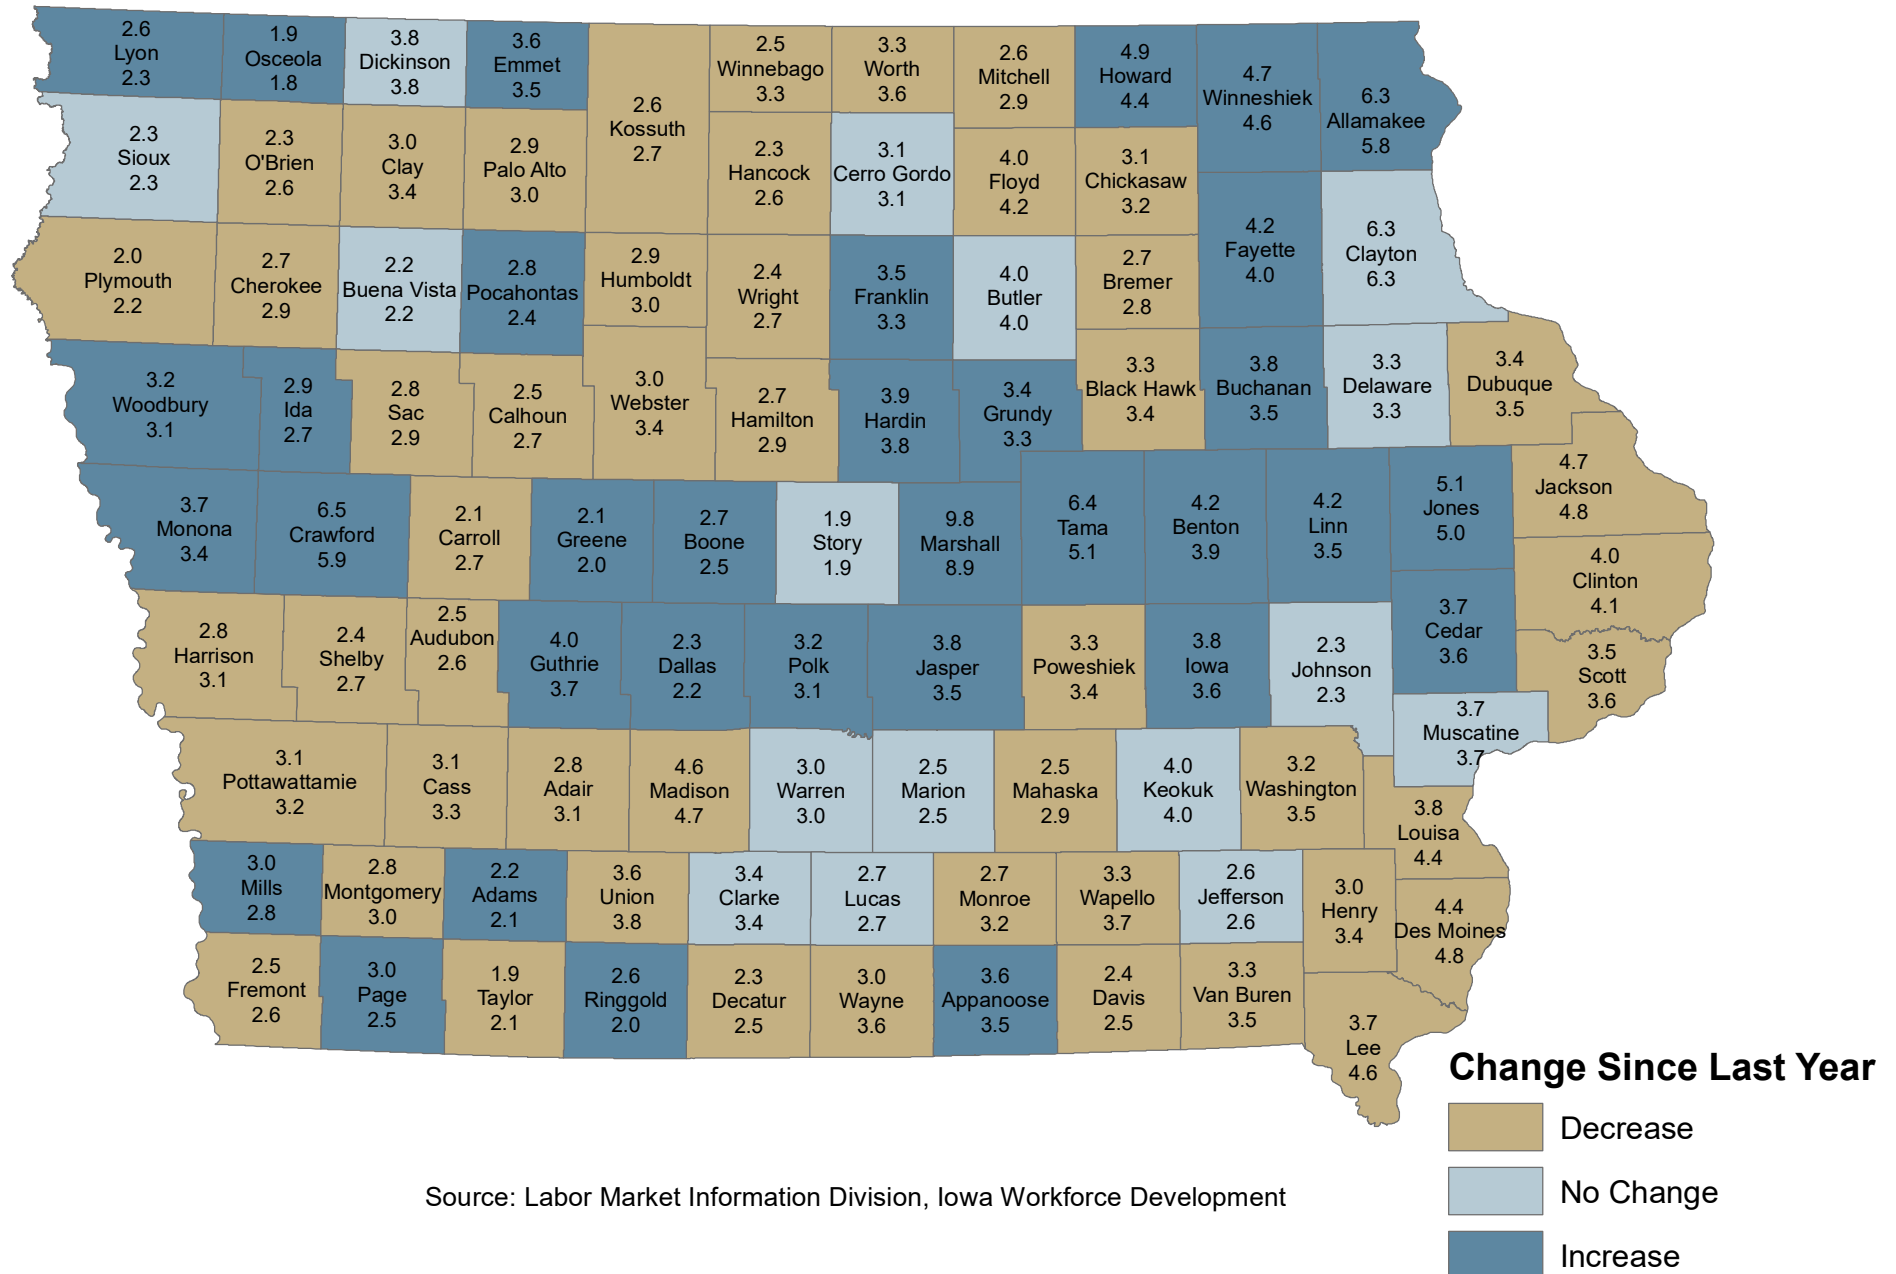 2.6
Lyon
2.3
1.9
Osceola
1.8
3.8
Dickinson
3.8
3.6
Emmet
3.5
2.6
Kossuth
2.7
2.5
Winnebago
3.3
3.3
Worth
3.6
2.6
Mitchell
2.9
4.9
Howard
4.4
4.7
Winneshiek
4.6
6.3
Allamakee
5.8
2.3
Sioux
2.3
2.3
O'Brien
2.6
3.0
Clay
3.4
2.9
Palo Alto
3.0
2.3
Hancock
2.6
3.1
Cerro Gordo
3.1
4.0
Floyd
4.2
3.1
Chickasaw
3.2
4.2
Fayette
4.0
6.3
Clayton
6.3
2.0
Plymouth
2.2
2.7
Cherokee
2.9
2.2
Buena Vista
2.2
2.8
Pocahontas
2.4
2.9
Humboldt
3.0
2.4
Wright
2.7
3.5
Franklin
3.3
4.0
Butler
4.0
2.7
Bremer
2.8
3.2
Woodbury
3.1
2.9
Ida
2.7
2.8
Sac
2.9
2.5
Calhoun
2.7
3.0
Webster
3.4
2.7
Hamilton
2.9
3.9
Hardin
3.8
3.4
Grundy
3.3
3.3
Black Hawk
3.4
3.8
Buchanan
3.5
3.3
Delaware
3.3
3.4
Dubuque
3.5
3.7
Monona
3.4
6.5
Crawford
5.9
2.1
Carroll
2.7
2.1
Greene
2.0
2.7
Boone
2.5
1.9
Story
1.9
9.8
Marshall
8.9
6.4
Tama
5.1
4.2
Benton
3.9
4.2
Linn
3.5
5.1
Jones
5.0
4.7
Jackson
4.8
4.0
Clinton
4.1
2.8
Harrison
3.1
2.4
Shelby
2.7
2.5
Audubon
2.6
4.0
Guthrie
3.7
2.3
Dallas
2.2
3.2
Polk
3.1
3.8
Jasper
3.5
3.3
Poweshiek
3.4
3.8
Iowa
3.6
2.3
Johnson
2.3
3.7
Cedar
3.6
3.5
Scott
3.6
3.7
Muscatine
3.7
3.1
Pottawattamie
3.2
3.1
Cass
3.3
2.8
Adair
3.1
4.6
Madison
4.7
3.0
Warren
3.0
2.5
Marion
2.5
2.5
Mahaska
2.9
4.0
Keokuk
4.0
3.2
Washington
3.5
3.8
Louisa
4.4
3.0
Mills
2.8
2.8
Montgomery
3.0
2.2
Adams
2.1
3.6
Union
3.8
3.4
Clarke
3.4
2.7
Lucas
2.7
2.7
Monroe
3.2
3.3
Wapello
3.7
2.6
Jefferson
2.6
3.0
Henry
3.4
4.4
Des Moines
4.8
2.5
Fremont
2.6
3.0
Page
2.5
1.9
Taylor
2.1
2.6
Ringgold
2.0
2.3
Decatur
2.5
3.0
Wayne
3.6
3.6
Appanoose
3.5
2.4
Davis
2.5
3.3
Van Buren
3.5
3.7
Lee
4.6
Change Since Last Year
Decrease
No Change
Increase
Source: Labor Market Information Division, Iowa Workforce Development